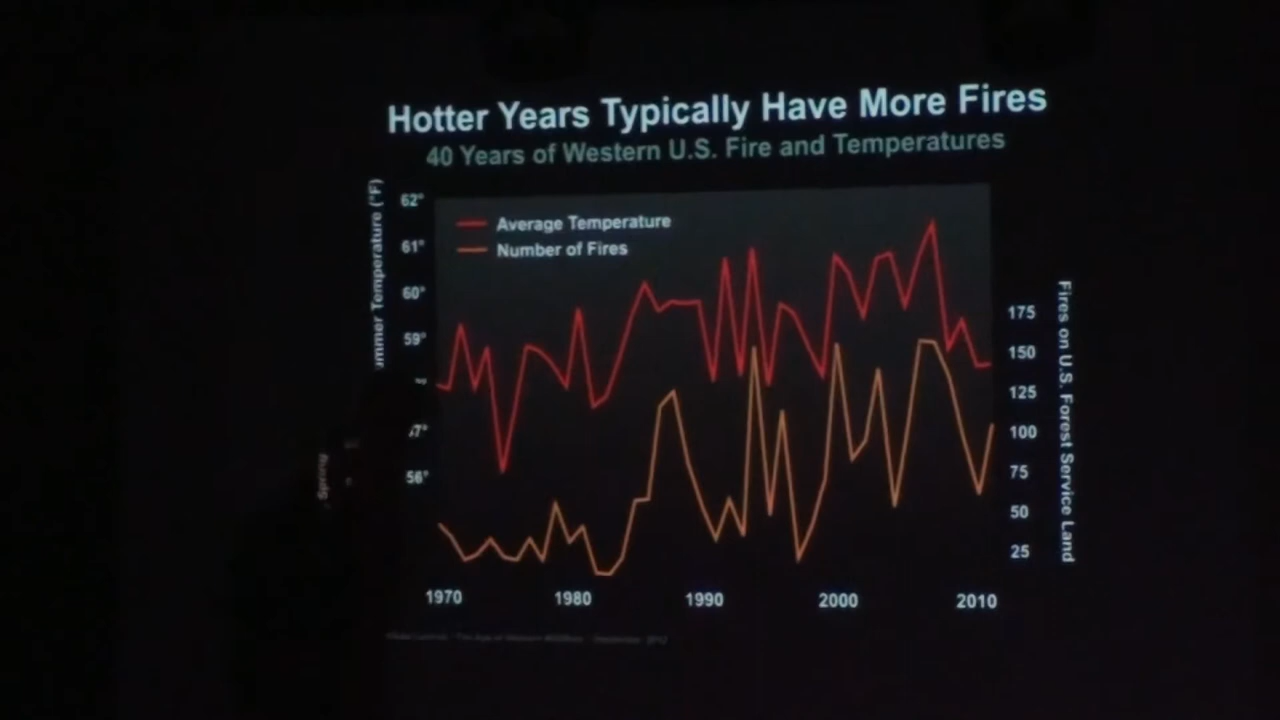 Hotter Years Typically Have More Fires
40 Years of Western U.S. Fire and Temperatures
62°
61°
60°
59°
56°
Average Temperature
Number of Fires
Temperature (°F)
Spring
175
150
125
100
75
50
25
Fires on U.S. Forest Service Land
1970 1980 1990 2000 2010